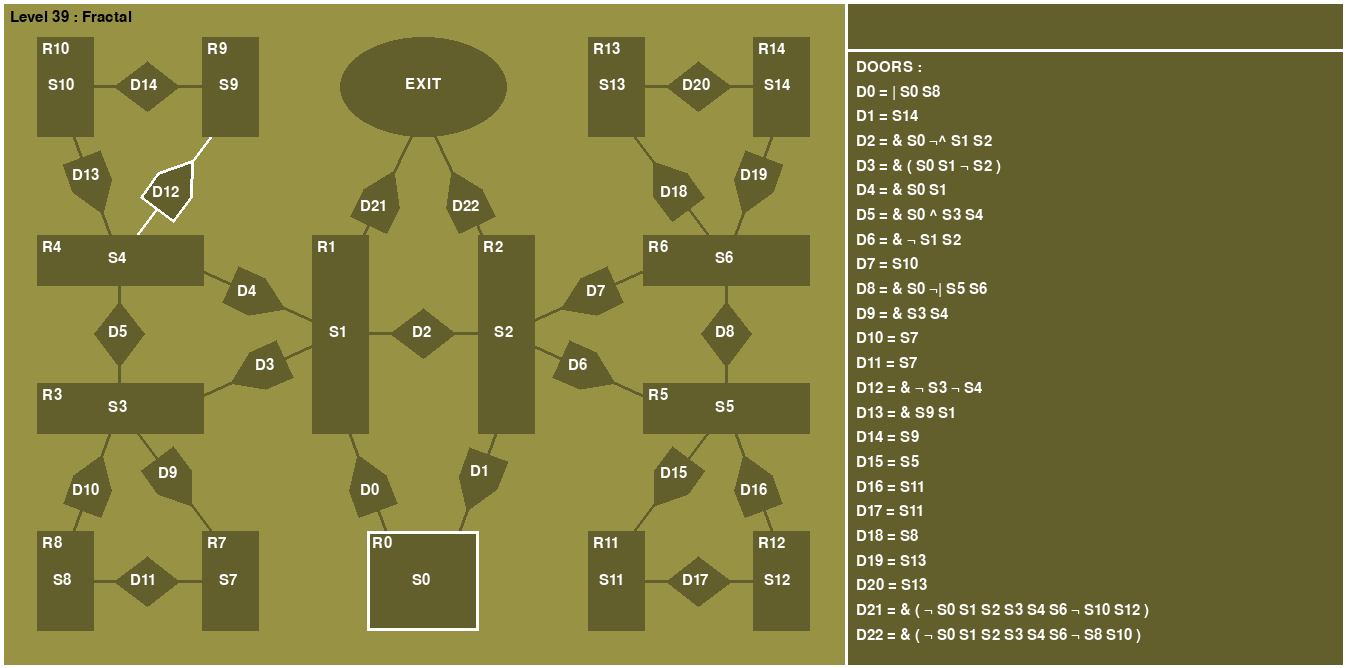 Level 39 : Fractal
R10
S10
D14
R9
S9
EXIT
R13
S13
D20
R14
S14
D13
D12
D21
D22
D18
D19
R4
S4
R1
S1
R2
S2
R6
S6
D4
D7
D5
D2
D8
D3
D6
R3
S3
R5
S5
D10
D9
D0
D1
D15
D16
R8
S8
D11
R7
S7
R0
S0
R11
S11
D17
R12
S12
DOORS :
D0 = | S0 S8
D1 = S14
D2 = & S0 ¬^ S1 S2
D3 = & ( S0 S1 ¬ S2 )
D4 = & S0 S1
D5 = & S0 ^ S3 S4
D6 = & ¬ S1 S2
D7 = S10
D8 = & S0 ¬| S5 S6
D9 = & S3 S4
D10 = S7
D11 = S7
D12 = & ¬ S3 ¬ S4
D13 = & S9 S1
D14 = S9
D15 = S5
D16 = S11
D17 = S11
D18 = S8
D19 = S13
D20 = S13
D21 = & ( ¬ S0 S1 S2 S3 S4 S6 ¬ S10 S12 )
D22 = & ( ¬ S0 S1 S2 S3 S4 S6 ¬ S8 S10 )